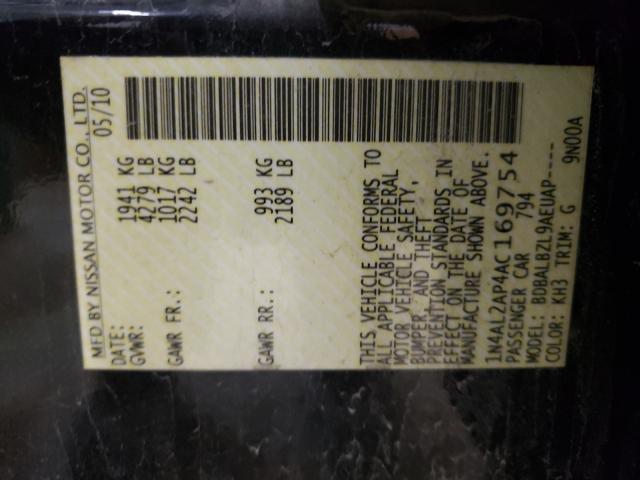 MFD BY NISSAN MOTOR CO., LTD.
DATE: 05/10
GVWR: 1941 KG
4279 LB
GAWR FR.: 1017 KG
2242 LB
GAWR RR.: 993 KG
2189 LB
THIS VEHICLE CONFORMS TO
ALL APPLICABLE FEDERAL
MOTOR VEHICLE SAFETY,
BUMPER, AND THEFT
PREVENTION STANDARDS IN
EFFECT ON THE DATE OF
MANUFACTURE SHOWN ABOVE.
1N4AL2AP4AC169754
PASSENGER CAR 794
MODEL: BDBALBZL9AEUAP----
COLOR: KH3 TRIM: G 9N00A